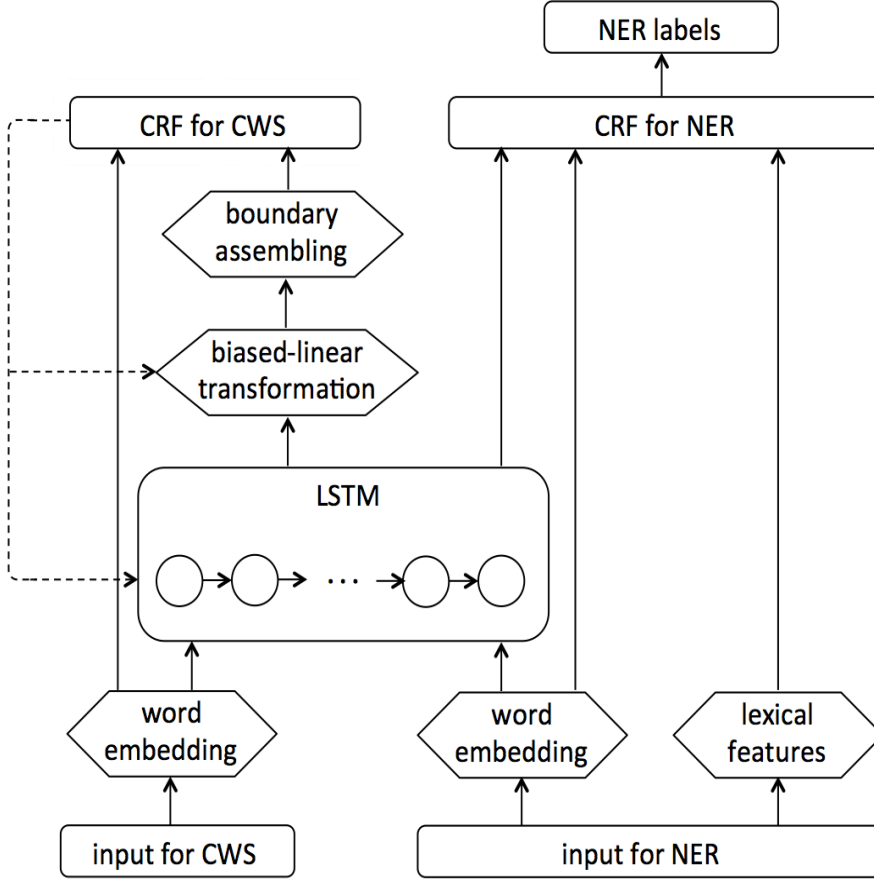 NER labels
CRF for CWS
CRF for NER
boundary
assembling
biased-linear
transformation
LSTM
...
word
embedding
word
embedding
lexical
features
input for CWS
input for NER